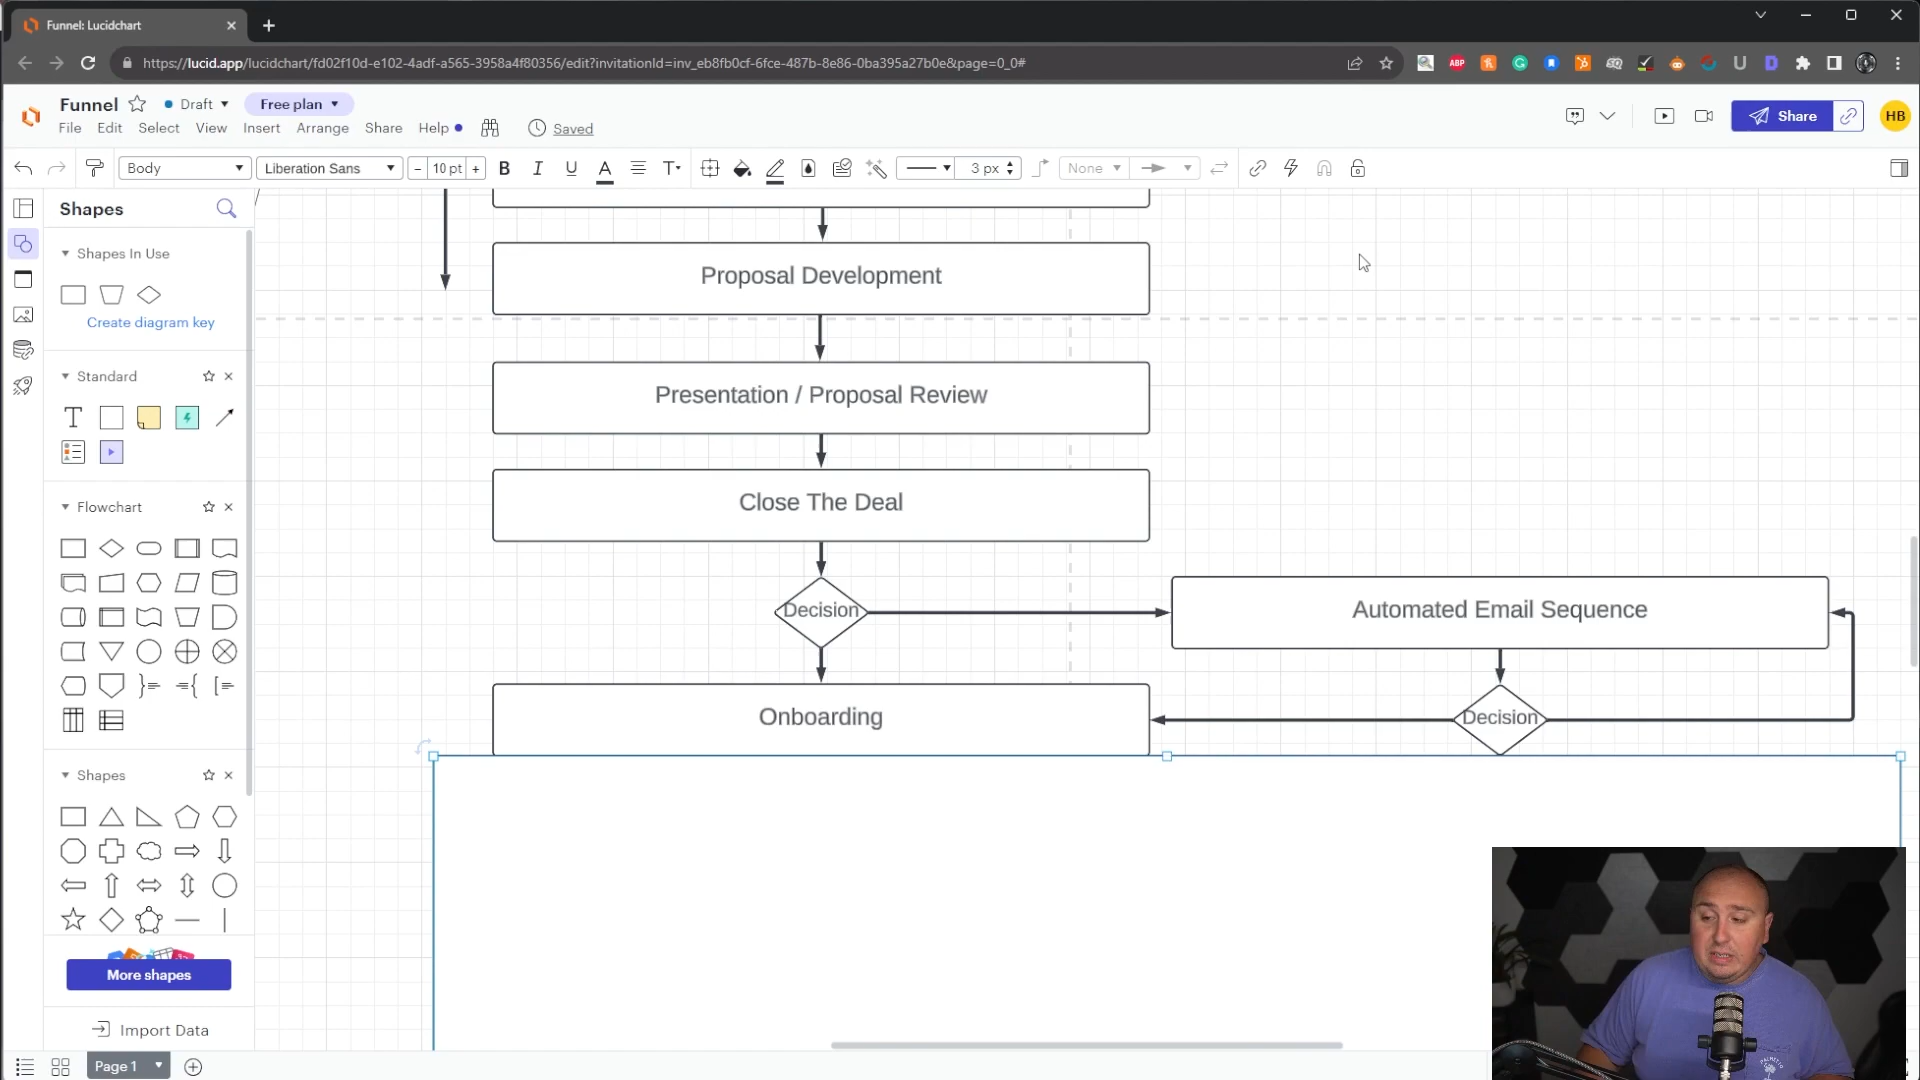 Funnel: Lucidchart
https://lucid.app/lucidchart/fd02f10d-e102-4adf-a565-3958a4f80356/edit?invitationId=inv_eb8fb0cf-6fce-487b-8e86-0ba395a27b0e&page=0_0#
ABP
Funnel
Draft
Free plan
Share
HB
File Edit Select View Insert Arrange Share Help
Saved
Body
Liberation Sans
- 10 pt +
B I U A T
3 px
None
Shapes
Shapes In Use
Create diagram key
Standard
T
Flowchart
Shapes
More shapes
Import Data
Page 1
Proposal Development
Presentation / Proposal Review
Close The Deal
Decision
Automated Email Sequence
Onboarding
Decision